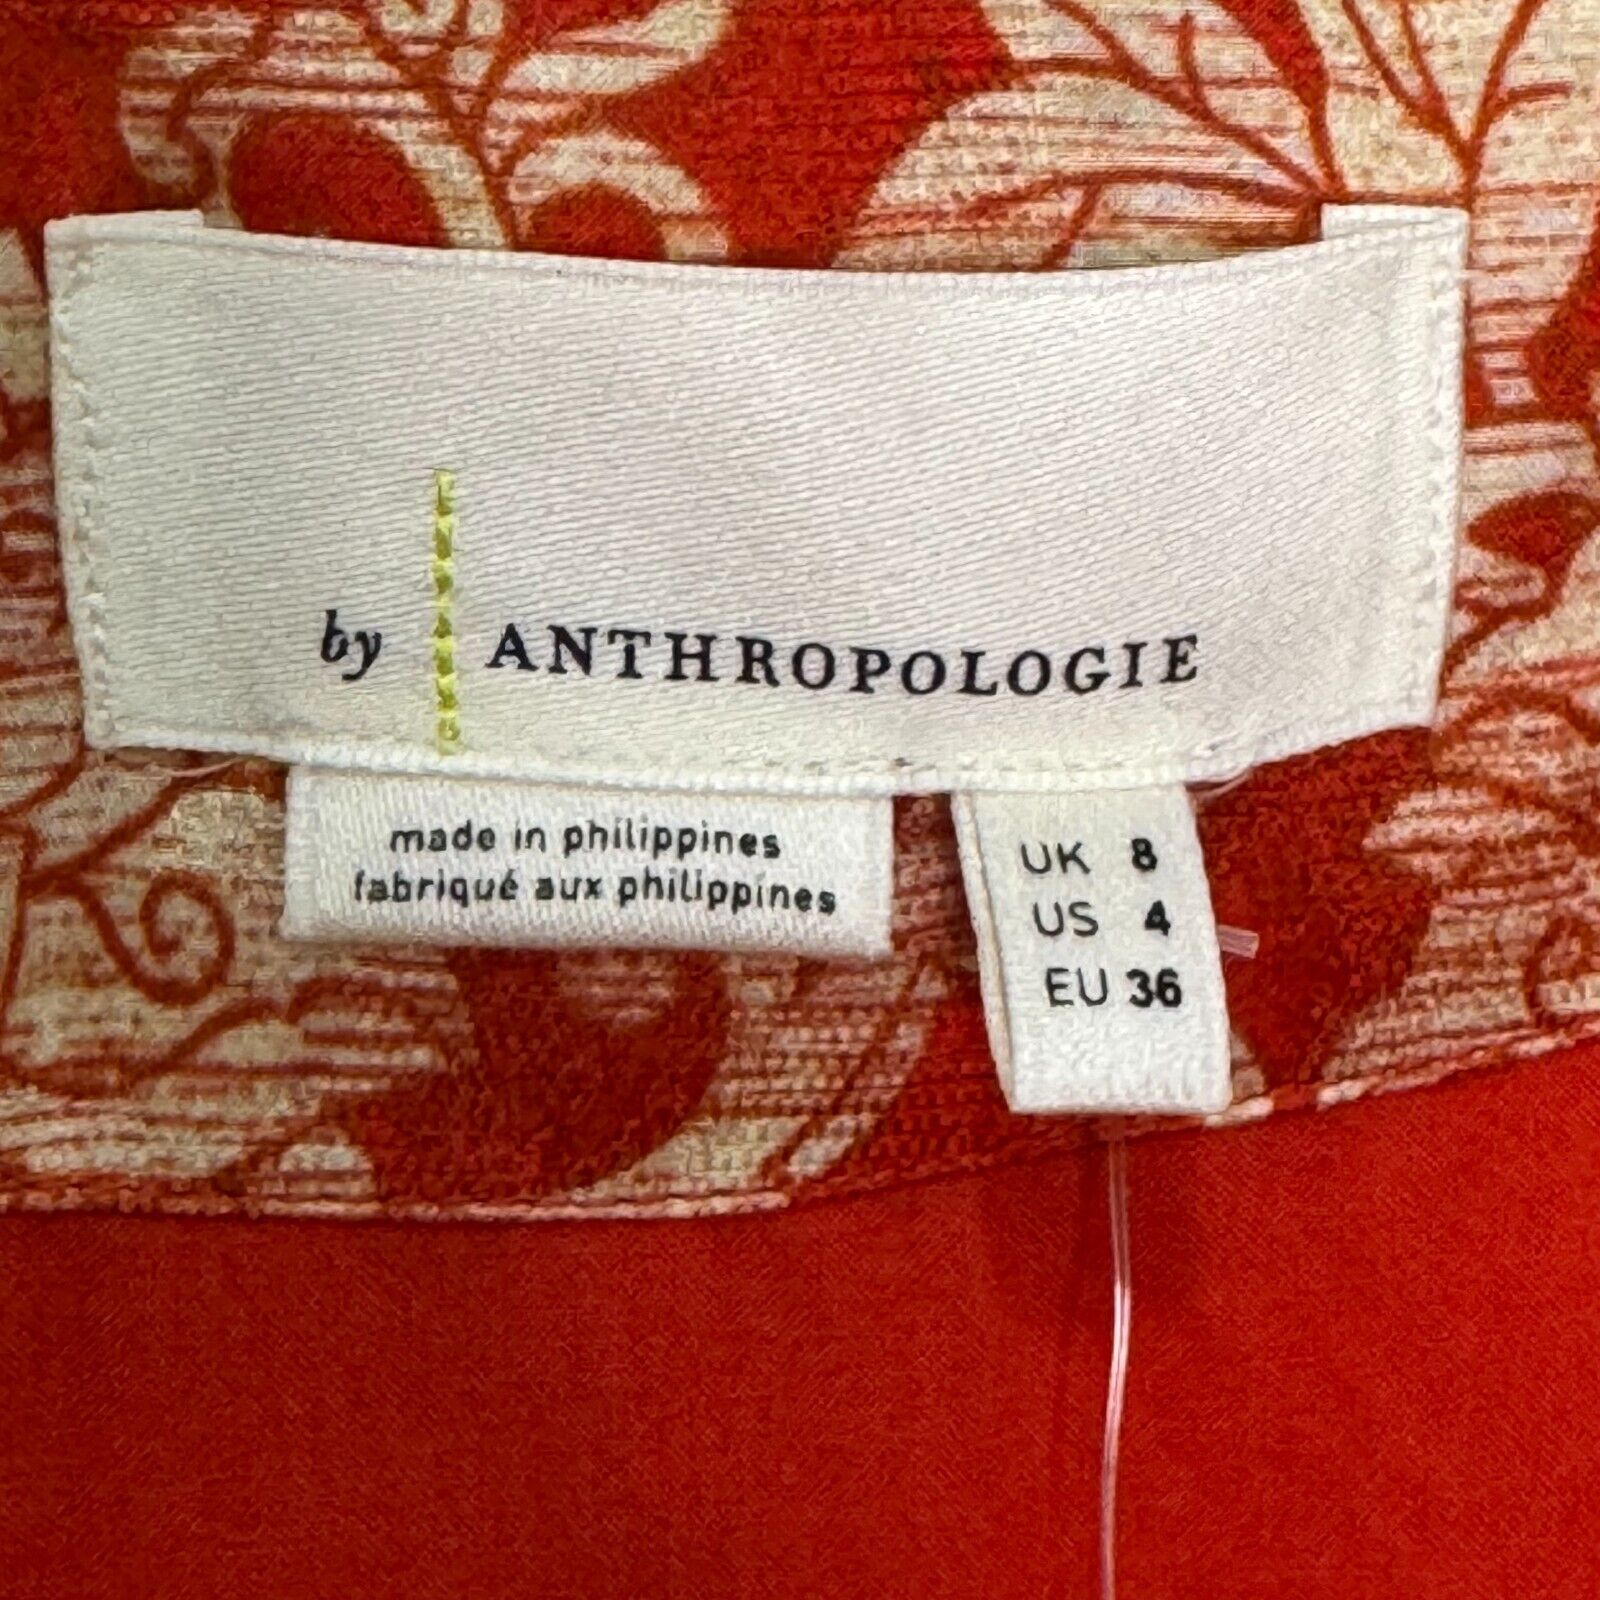 by ANTHROPOLOGIE
made in philippines
fabriqué aux philippines
UK 8
US 4
EU 36